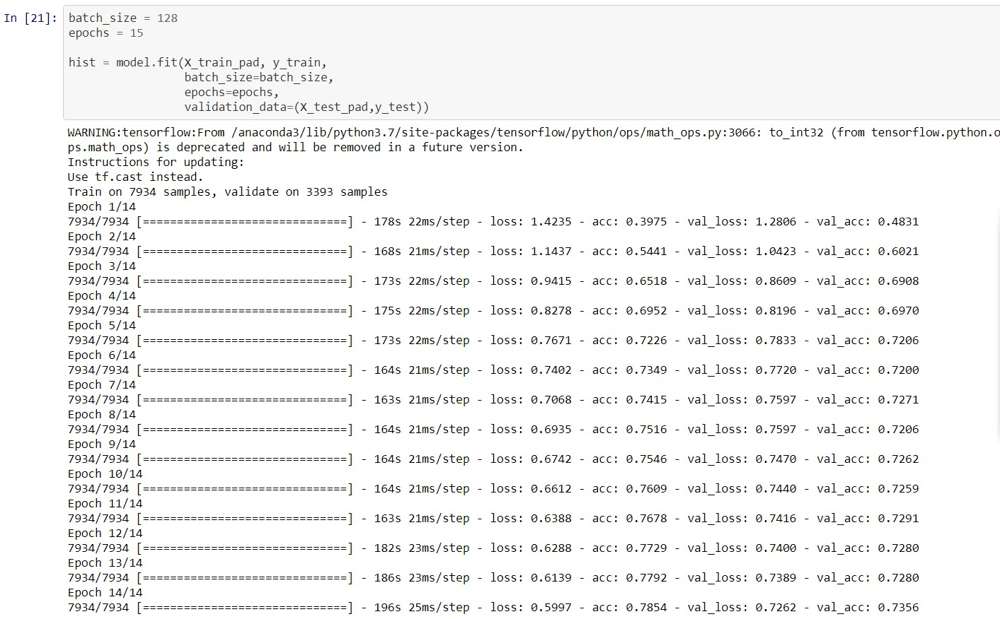 In [21]: batch_size = 128
epochs = 15
hist = model.fit(X_train_pad, y_train,
batch_size=batch_size,
epochs=epochs,
validation_data=(X_test_pad,y_test))
WARNING:tensorflow:From /anaconda3/lib/python3.7/site-packages/tensorflow/python/ops/math_ops.py:3066: to_int32 (from tensorflow.python.o
ps.math_ops) is deprecated and will be removed in a future version.
Instructions for updating:
Use tf.cast instead.
Train on 7934 samples, validate on 3393 samples
Epoch 1/14
7934/7934 [==============================] - 178s 22ms/step - loss: 1.4235 - acc: 0.3975 - val_loss: 1.2806 - val_acc: 0.4831
Epoch 2/14
7934/7934 [==============================] - 168s 21ms/step - loss: 1.1437 - acc: 0.5441 - val_loss: 1.0423 - val_acc: 0.6021
Epoch 3/14
7934/7934 [==============================] - 173s 22ms/step - loss: 0.9415 - acc: 0.6518 - val_loss: 0.8609 - val_acc: 0.6908
Epoch 4/14
7934/7934 [==============================] - 175s 22ms/step - loss: 0.8278 - acc: 0.6952 - val_loss: 0.8196 - val_acc: 0.6970
Epoch 5/14
7934/7934 [==============================] - 173s 22ms/step - loss: 0.7671 - acc: 0.7226 - val_loss: 0.7833 - val_acc: 0.7206
Epoch 6/14
7934/7934 [==============================] - 164s 21ms/step - loss: 0.7402 - acc: 0.7349 - val_loss: 0.7720 - val_acc: 0.7200
Epoch 7/14
7934/7934 [==============================] - 163s 21ms/step - loss: 0.7068 - acc: 0.7415 - val_loss: 0.7597 - val_acc: 0.7271
Epoch 8/14
7934/7934 [==============================] - 164s 21ms/step - loss: 0.6935 - acc: 0.7516 - val_loss: 0.7597 - val_acc: 0.7206
Epoch 9/14
7934/7934 [==============================] - 164s 21ms/step - loss: 0.6742 - acc: 0.7546 - val_loss: 0.7470 - val_acc: 0.7262
Epoch 10/14
7934/7934 [==============================] - 164s 21ms/step - loss: 0.6612 - acc: 0.7609 - val_loss: 0.7440 - val_acc: 0.7259
Epoch 11/14
7934/7934 [==============================] - 163s 21ms/step - loss: 0.6388 - acc: 0.7678 - val_loss: 0.7416 - val_acc: 0.7291
Epoch 12/14
7934/7934 [==============================] - 182s 23ms/step - loss: 0.6288 - acc: 0.7729 - val_loss: 0.7400 - val_acc: 0.7280
Epoch 13/14
7934/7934 [==============================] - 186s 23ms/step - loss: 0.6139 - acc: 0.7792 - val_loss: 0.7389 - val_acc: 0.7280
Epoch 14/14
7934/7934 [==============================] - 196s 25ms/step - loss: 0.5997 - acc: 0.7854 - val_loss: 0.7262 - val_acc: 0.7356